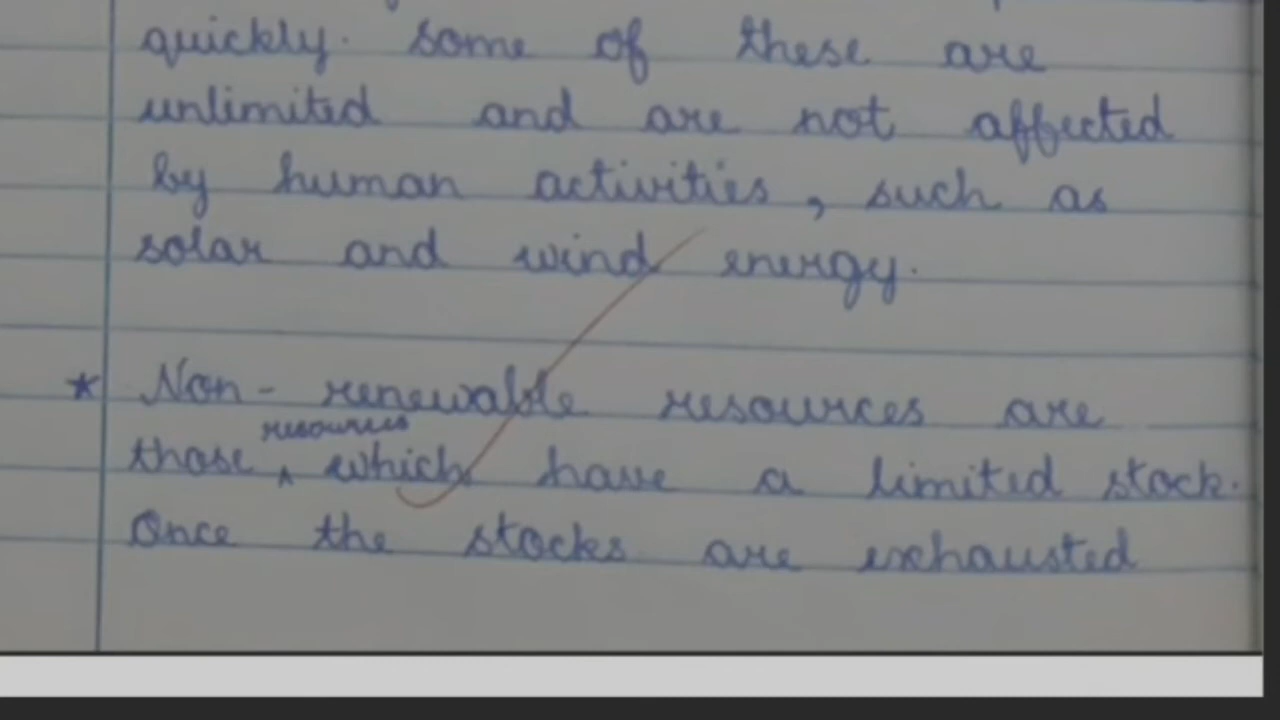 quickly. some of these are
unlimited and are not affected
by human activities, such as
solar and wind energy.
* Non-renewable resources are
resources
those ^ which have a limited stock.
Once the stocks are exhausted